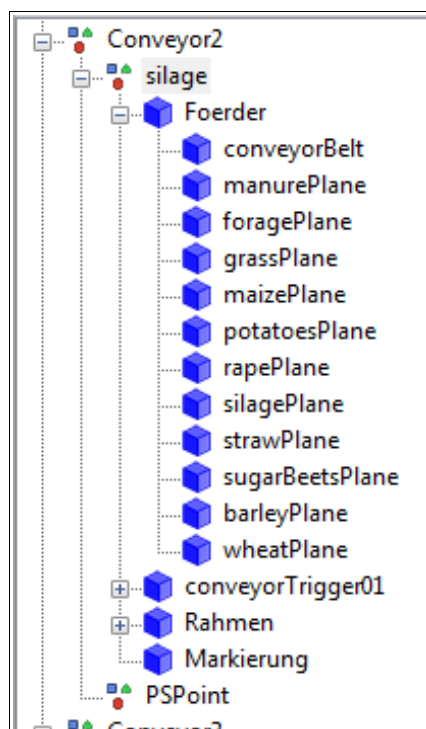 Conveyor2
silage
Foerder
conveyorBelt
manurePlane
foragePlane
grassPlane
maizePlane
potatoesPlane
rapePlane
silagePlane
strawPlane
sugarBeetsPlane
barleyPlane
wheatPlane
conveyorTrigger01
Rahmen
Markierung
PSPoint